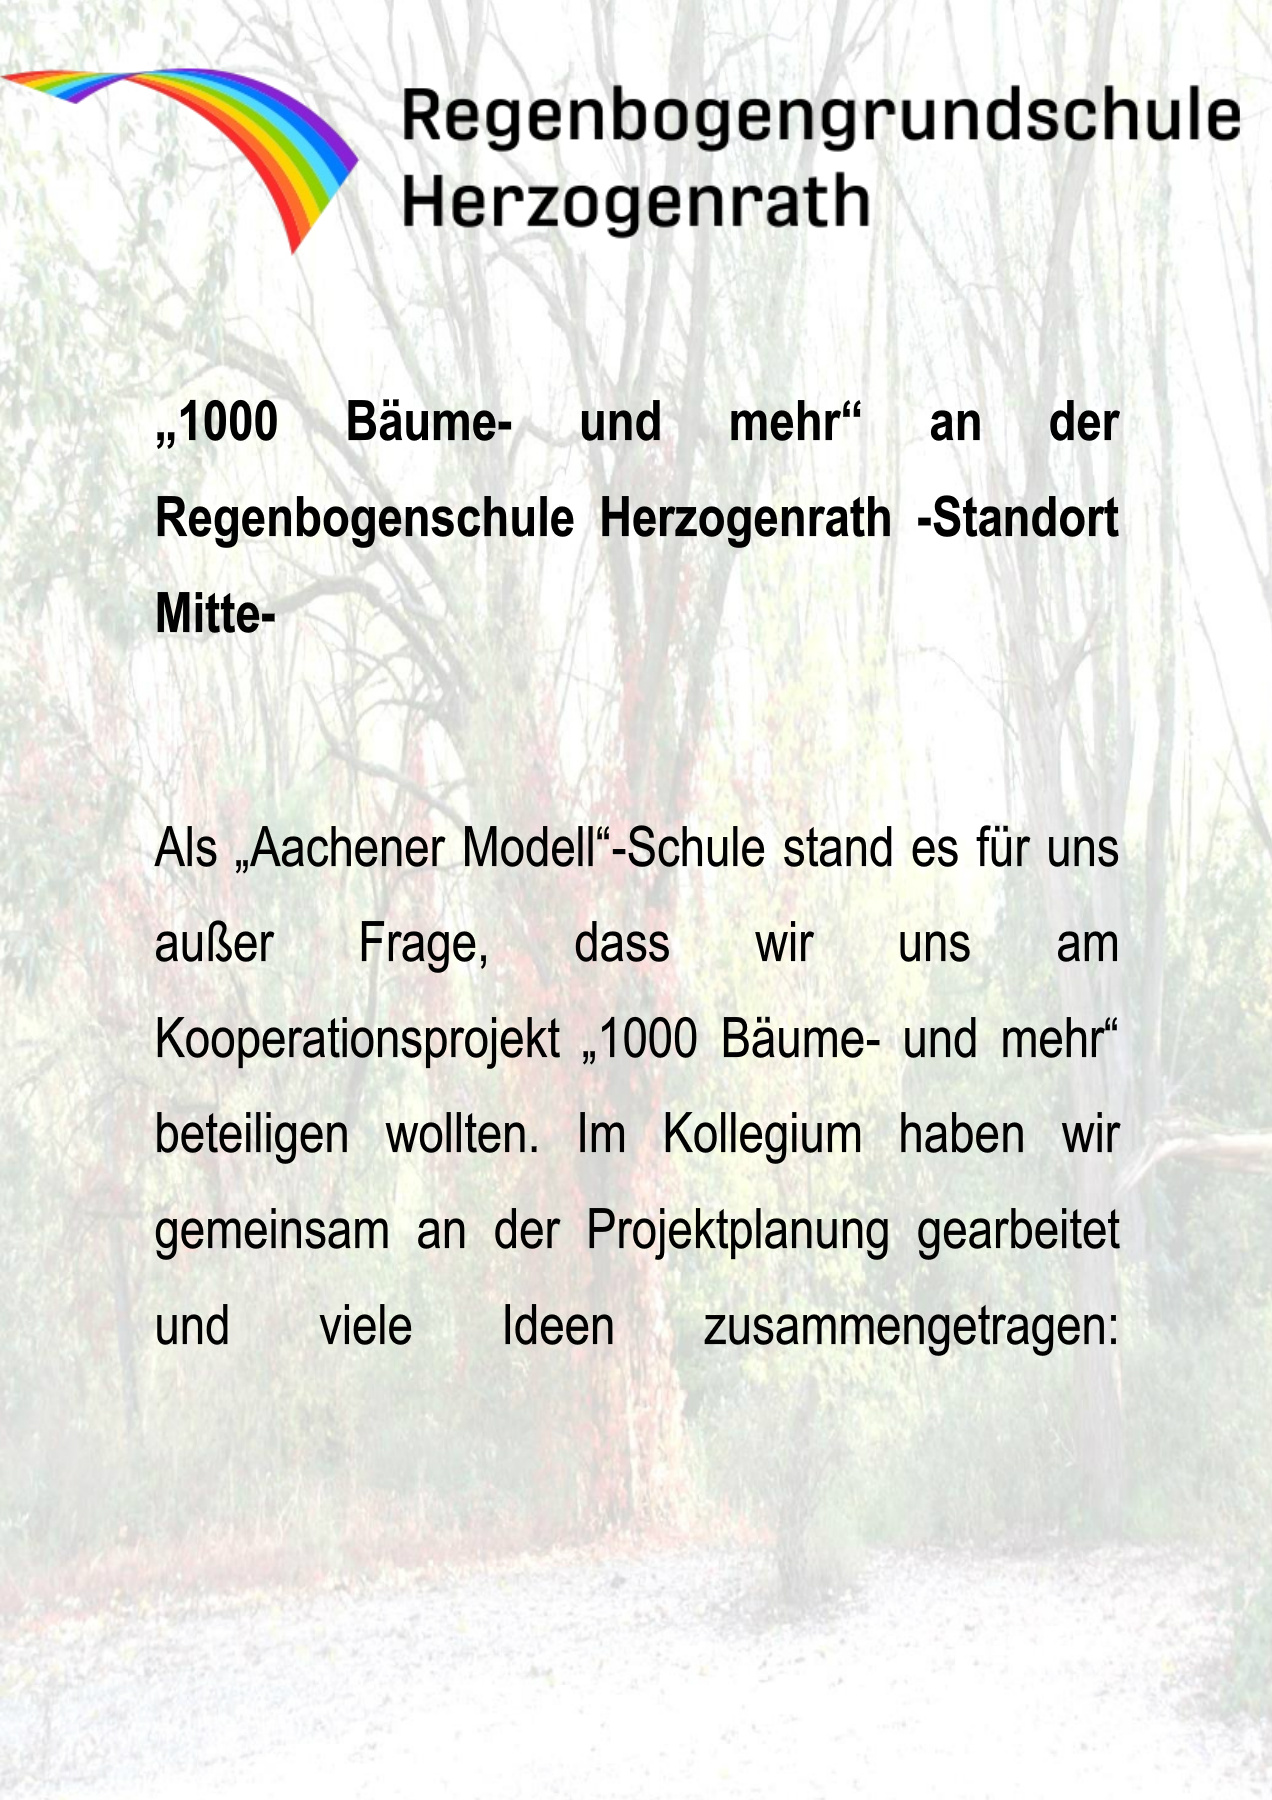 Regenbogengrundschule
Herzogenrath
„1000 Bäume- und mehr“ an der
Regenbogenschule Herzogenrath -Standort
Mitte-
Als „Aachener Modell“-Schule stand es für uns
außer Frage, dass wir uns am
Kooperationsprojekt „1000 Bäume- und mehr“
beteiligen wollten. Im Kollegium haben wir
gemeinsam an der Projektplanung gearbeitet
und viele Ideen zusammengetragen: